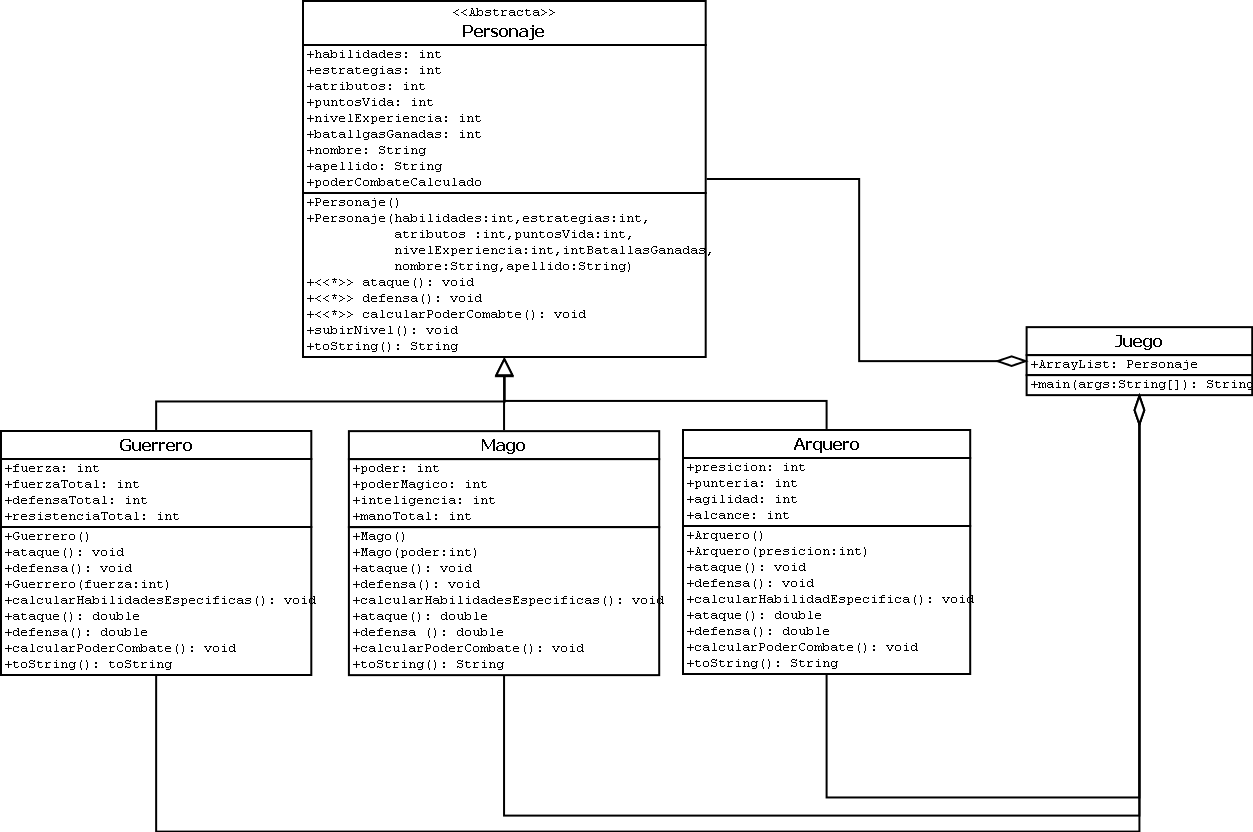 <<Abstracta>>
Personaje
+habilidades: int
+estrategias: int
+atributos: int
+puntosVida: int
+nivelExperiencia: int
+batallgasGanadas: int
+nombre: String
+apellido: String
+poderCombateCalculado
+Personaje()
+Personaje(habilidades:int,estrategias:int,
atributos :int,puntosVida:int,
nivelExperiencia:int,intBatallasGanadas,
nombre:String,apellido:String)
+<<*>> ataque(): void
+<<*>> defensa(): void
+<<*>> calcularPoderComabte(): void
+subirNivel(): void
+toString(): String
Juego
+ArrayList: Personaje
+main(args:String[]): String
Guerrero
+fuerza: int
+fuerzaTotal: int
+defensaTotal: int
+resistenciaTotal: int
+Guerrero()
+ataque(): void
+defensa(): void
+Guerrero(fuerza:int)
+calcularHabilidadesEspecificas(): void
+ataque(): double
+defensa(): double
+calcularPoderCombate(): void
+toString(): toString
Mago
+poder: int
+poderMagico: int
+inteligencia: int
+manoTotal: int
+Mago()
+Mago(poder:int)
+ataque(): void
+defensa(): void
+calcularHabilidadesEspecificas(): void
+ataque(): double
+defensa (): double
+calcularPoderCombate(): void
+toString(): String
Arquero
+presicion: int
+punteria: int
+agilidad: int
+alcance: int
+Arquero()
+Arquero(presicion:int)
+ataque(): void
+defensa(): void
+calcularHabilidadEspecifica(): void
+ataque(): double
+defensa(): double
+calcularPoderCombate(): void
+toString(): String